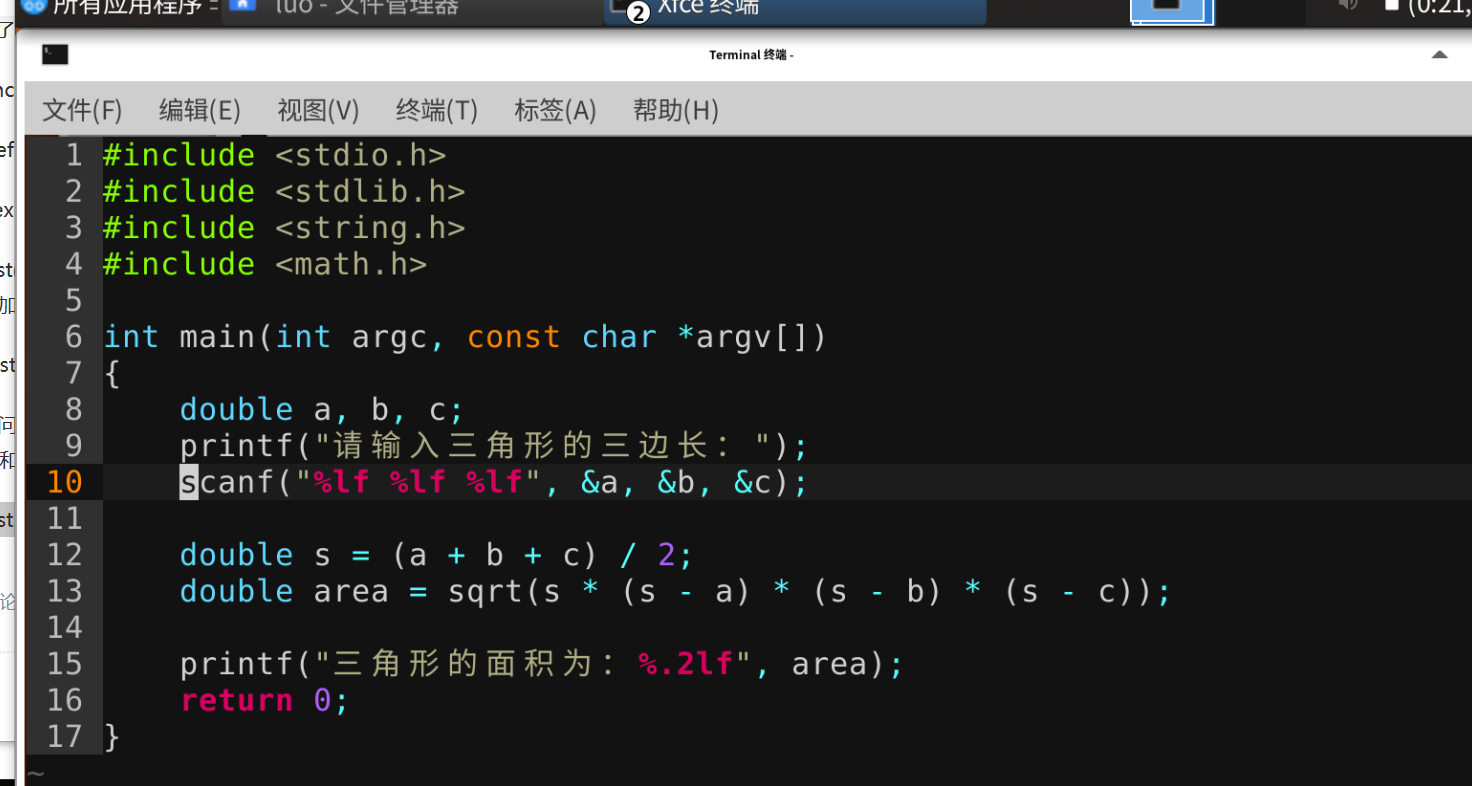 所有应用程序
luo - 文件管理器
2
Xfce 终端
(0:21,
Terminal 终端 -
文件(F) 编辑(E) 视图(V) 终端(T) 标签(A) 帮助(H)
1 #include <stdio.h>
2 #include <stdlib.h>
3 #include <string.h>
4 #include <math.h>
5
6 int main(int argc, const char *argv[])
7 {
8 double a, b, c;
9 printf("请输入三角形的三边长：");
10 scanf("%lf %lf %lf", &a, &b, &c);
11
12 double s = (a + b + c) / 2;
13 double area = sqrt(s * (s - a) * (s - b) * (s - c));
14
15 printf("三角形的面积为：%.2lf", area);
16 return 0;
17 }
~